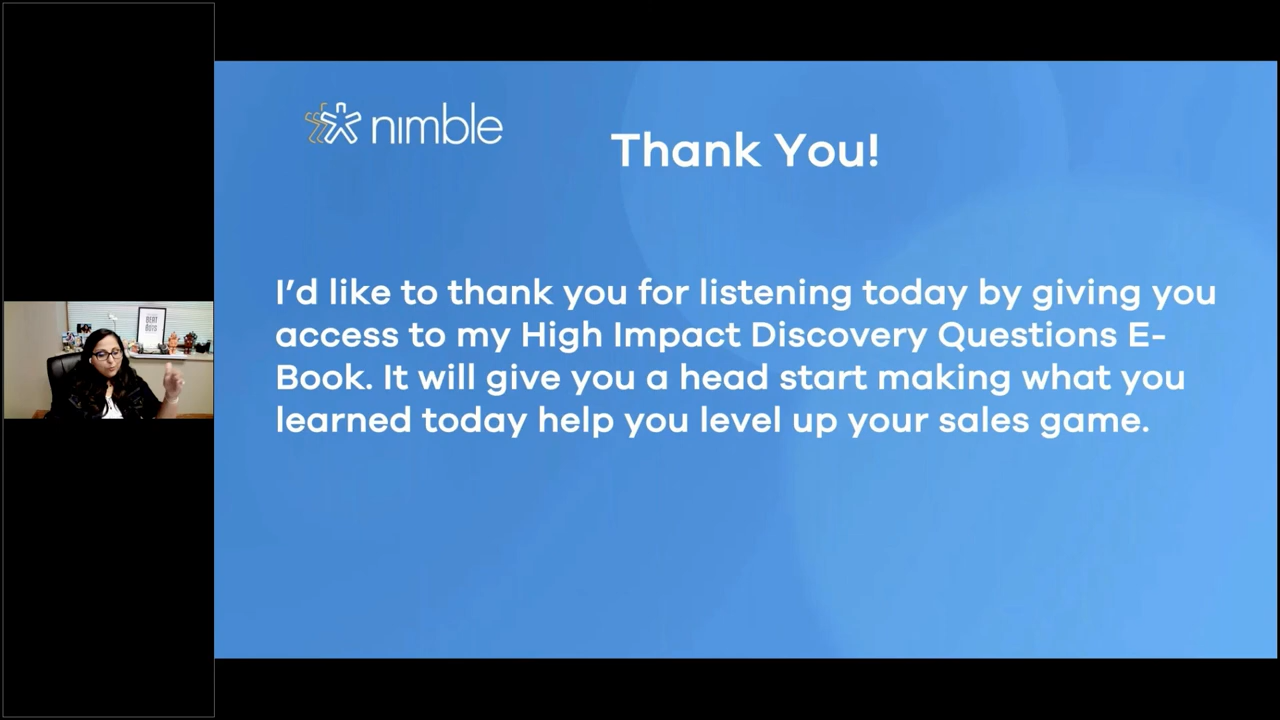 nimble
Thank You!
I’d like to thank you for listening today by giving you
access to my High Impact Discovery Questions E-
Book. It will give you a head start making what you
learned today help you level up your sales game.